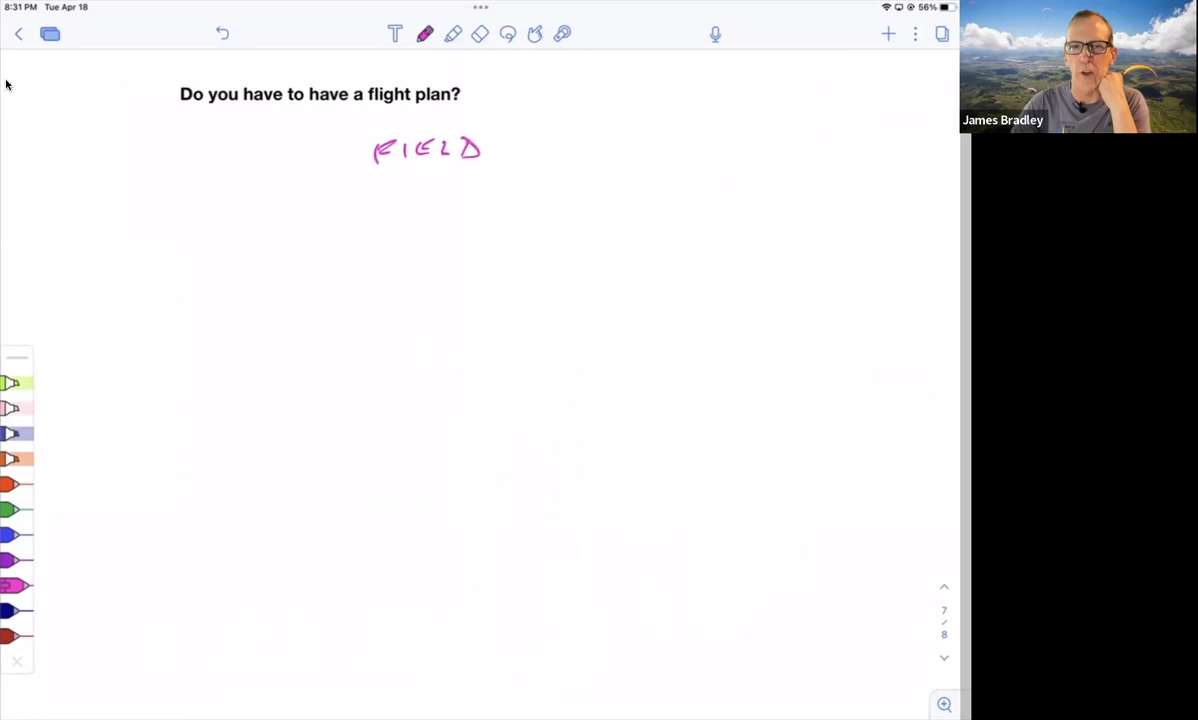 8:31 PM Tue Apr 18
56%
T
Do you have to have a flight plan?
FIELD
James Bradley
7
/
8